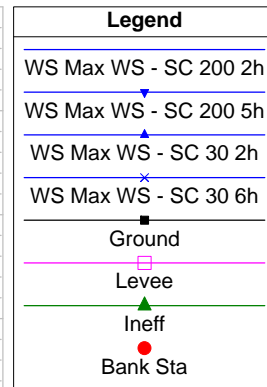 Legend
WS Max WS - SC 200 2h
WS Max WS - SC 200 5h
WS Max WS - SC 30 2h
WS Max WS - SC 30 6h
Ground
Levee
Ineff
Bank Sta